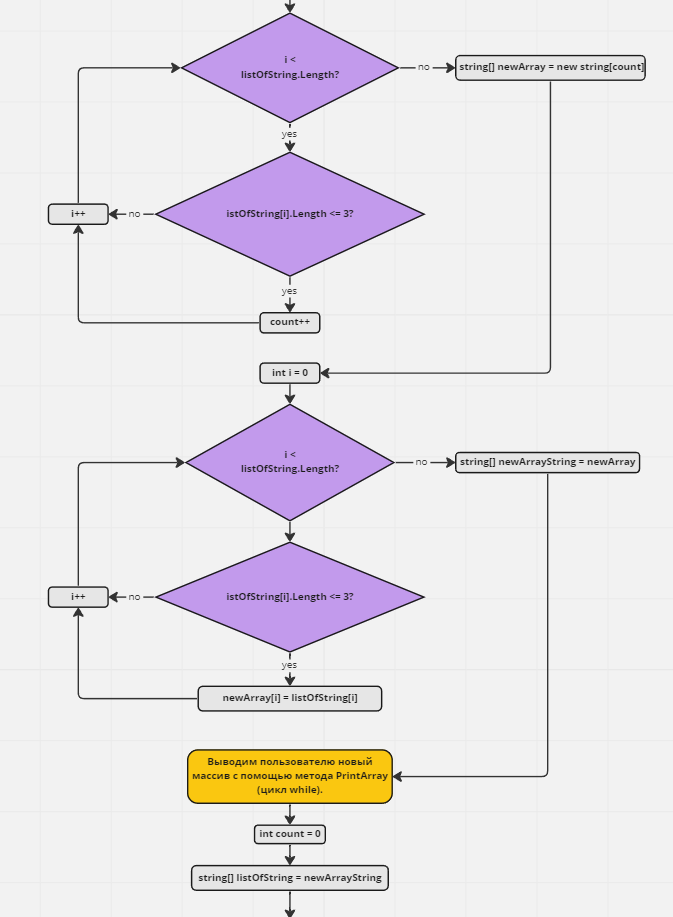 i <
listOfString.Length?
no
string[] newArray = new string[count]
yes
istOfString[i].Length <= 3?
no
i++
yes
count++
int i = 0
i <
listOfString.Length?
no
string[] newArrayString = newArray
istOfString[i].Length <= 3?
no
i++
yes
newArray[i] = listOfString[i]
Выводим пользователю новый
массив с помощью метода PrintArray
(цикл while).
int count = 0
string[] listOfString = newArrayString